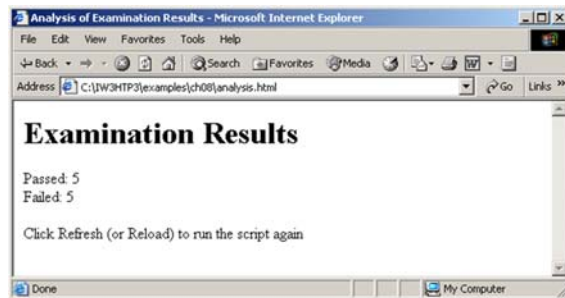 Analysis of Examination Results - Microsoft Internet Explorer
File Edit View Favorites Tools Help
Back Search Favorites Media
Address C:\IW3HTP3\examples\ch08\analysis.html Go Links »
Examination Results
Passed: 5
Failed: 5
Click Refresh (or Reload) to run the script again
Done My Computer